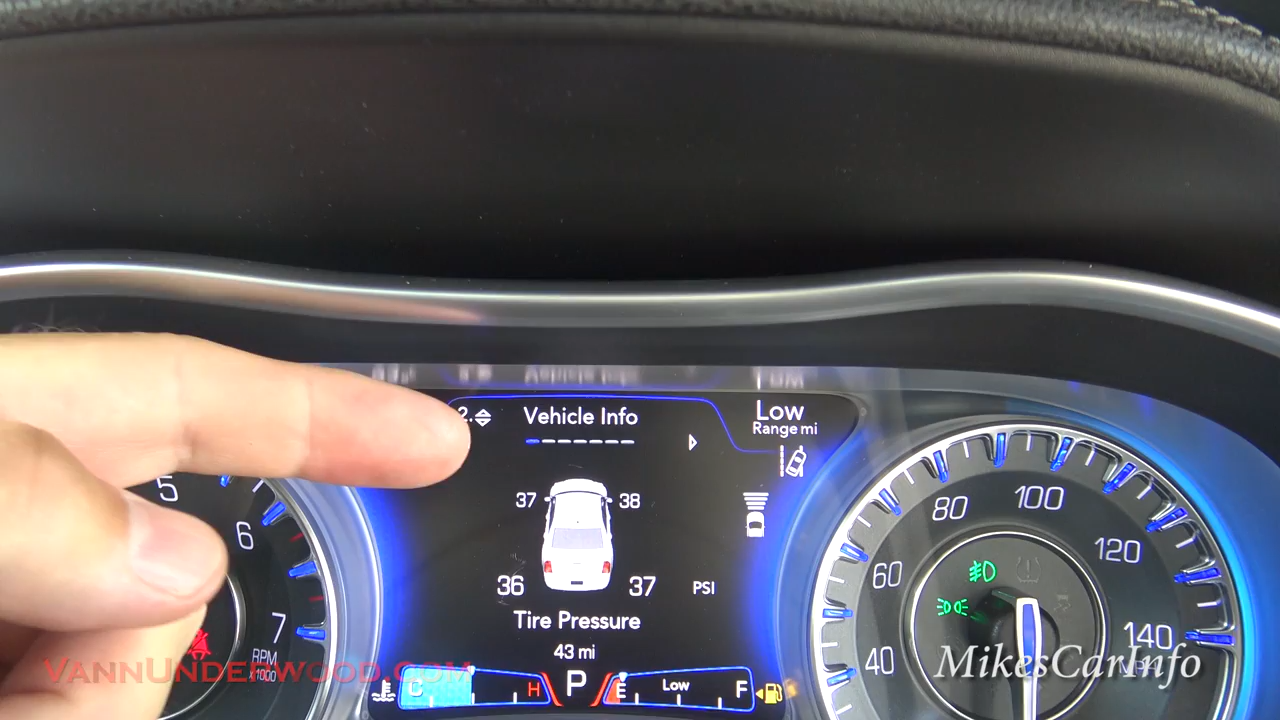 2. Vehicle Info
Low
Range mi
37 38
36 37 PSI
Tire Pressure
43 mi
C H P E Low F
5
6
7
RPM
x1000
40
60
80
100
120
140
VannUnderwood.com
MikesCarInfo